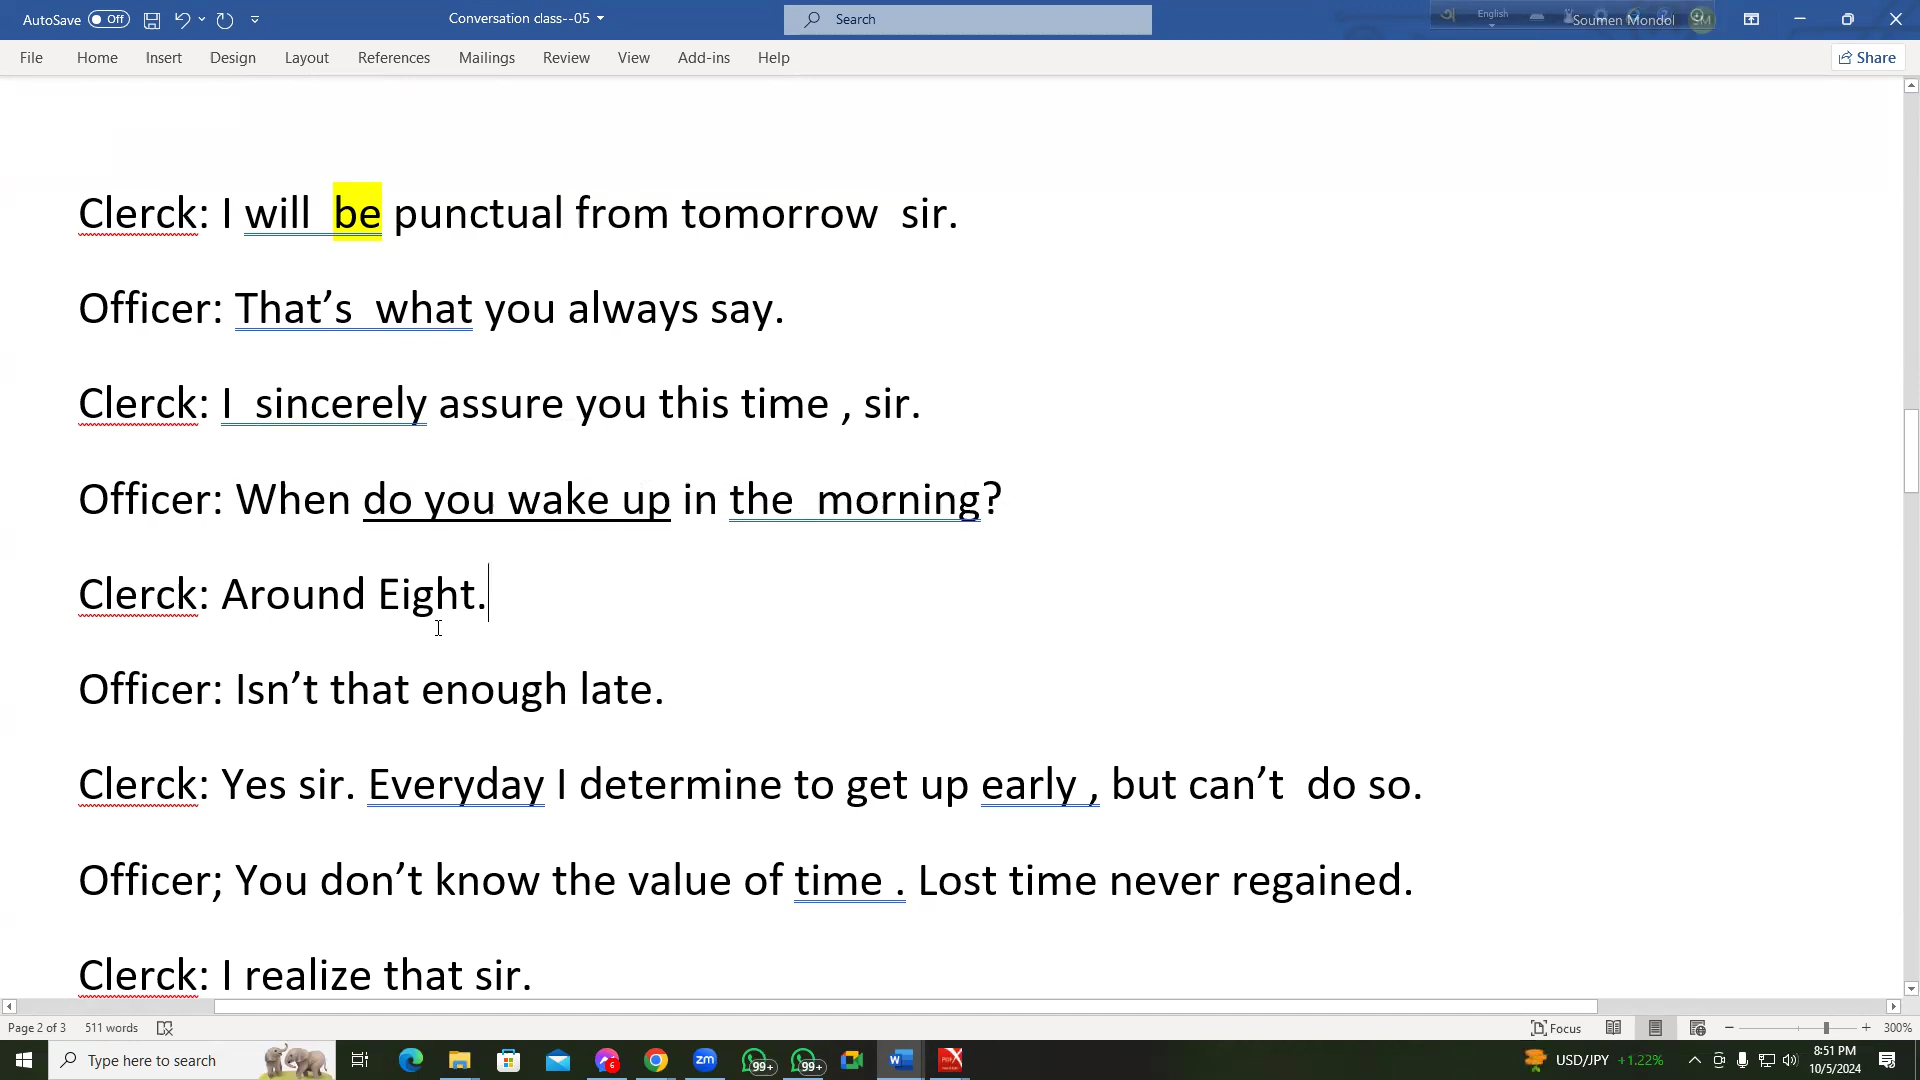 AutoSave Off Conversation class--05 Search English Soumen Mondol SM
File Home Insert Design Layout References Mailings Review View Add-ins Help Share
Clerck: I will  be punctual from tomorrow  sir.
Officer: That’s  what you always say.
Clerck: I  sincerely assure you this time , sir.
Officer: When do you wake up in the  morning?
Clerck: Around Eight.
Officer: Isn’t that enough late.
Clerck: Yes sir. Everyday I determine to get up early , but can’t  do so.
Officer; You don’t know the value of time . Lost time never regained.
Clerck: I realize that sir.
Page 2 of 3 511 words Focus 300%
Type here to search zm 6 99+ 99+ W PDF USD/JPY +1.22% 8:51 PM
10/5/2024